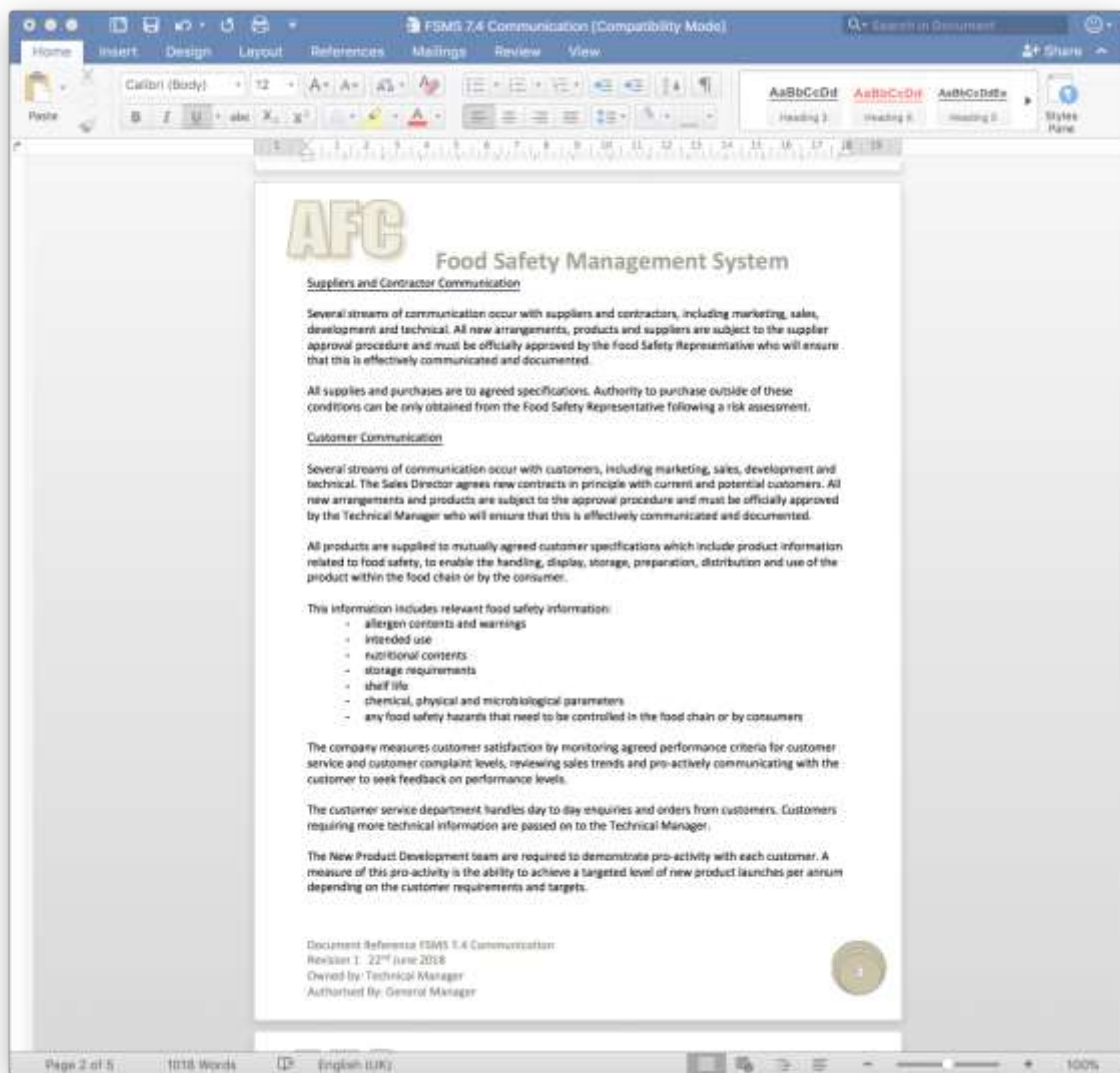 FSMS 7.4 Communication [Compatibility Mode]
Search in Document
Home Insert Design Layout References Mailings Review View Share
Calibri (Body) 12
Paste
B I U abc X₂ X²
AaBbCcDd AaBbCcDd AaBbCcDdEe
Heading 3
Styles Pane
AFC
Food Safety Management System
Suppliers and Contractor Communication
Several streams of communication occur with suppliers and contractors, including marketing, sales,
development and technical. All new arrangements, products and suppliers are subject to the supplier
approval procedure and must be officially approved by the Food Safety Representative who will ensure
that this is effectively communicated and documented.
All supplies and purchases are to agreed specifications. Authority to purchase outside of these
conditions can be only obtained from the Food Safety Representative following a risk assessment.
Customer Communication
Several streams of communication occur with customers, including marketing, sales, development and
technical. The Sales Director agrees new contracts in principle with current and potential customers. All
new arrangements and products are subject to the approval procedure and must be officially approved
by the Technical Manager who will ensure that this is effectively communicated and documented.
All products are supplied to mutually agreed customer specifications which include product information
related to food safety, to enable the handling, display, storage, preparation, distribution and use of the
product within the food chain or by the consumer.
This information includes relevant food safety information:
- allergen contents and warnings
- intended use
- nutritional contents
- storage requirements
- shelf life
- chemical, physical and microbiological parameters
- any food safety hazards that need to be controlled in the food chain or by consumers
The company measures customer satisfaction by monitoring agreed performance criteria for customer
service and customer complaint levels, reviewing sales trends and pro-actively communicating with the
customer to seek feedback on performance levels.
The customer service department handles day to day enquiries and orders from customers. Customers
requiring more technical information are passed on to the Technical Manager.
The New Product Development team are required to demonstrate pro-activity with each customer. A
measure of this pro-activity is the ability to achieve a targeted level of new product launches per annum
depending on the customer requirements and targets.
Document Reference FSMS 7.4 Communication
Revision 1 22nd June 2018
Owned by: Technical Manager
Authorised By: General Manager
Page 2 of 5 1018 Words English (UK) 100%